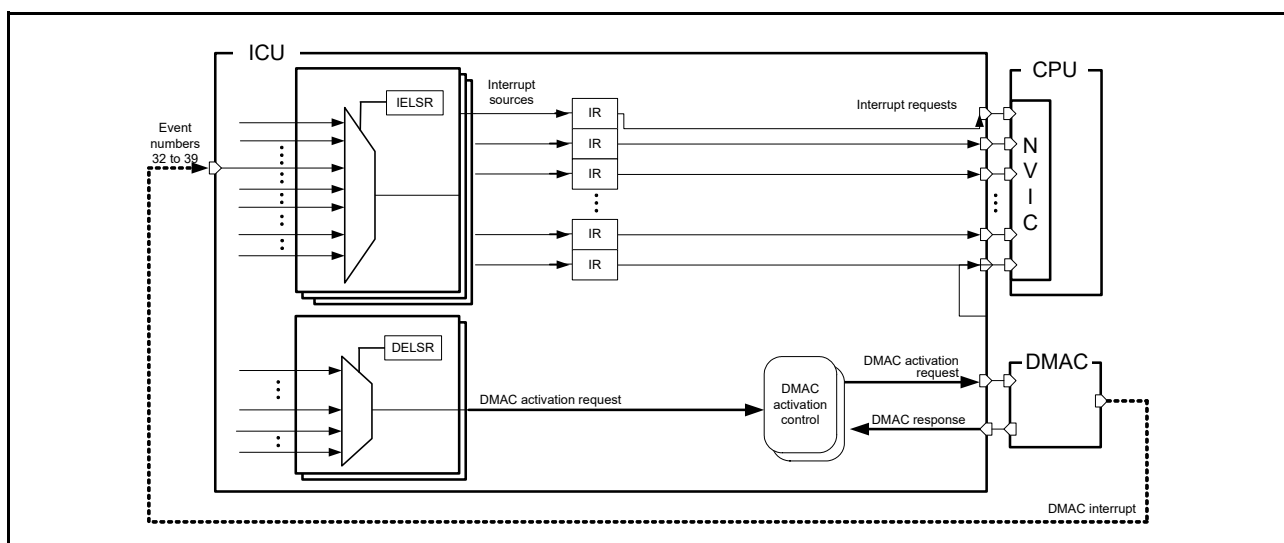 ICU
CPU
IELSR
Interrupt
sources
IR
Interrupt requests
Event
numbers
32 to 39
IR
IR
N
V
I
C
IR
IR
DELSR
DMAC activation
request
DMAC
DMAC activation request
DMAC
activation
control
DMAC response
DMAC interrupt